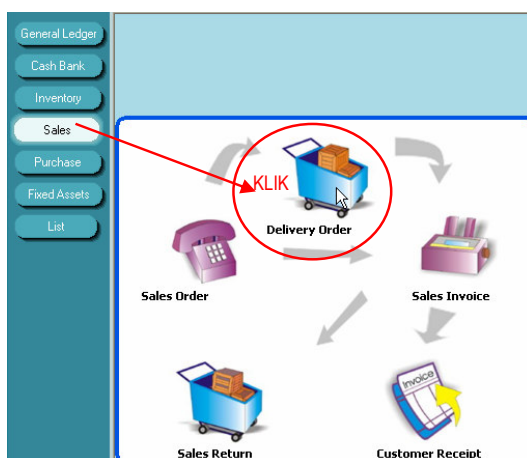 General Ledger
Cash Bank
Inventory
Sales
Purchase
Fixed Assets
List
KLIK
Delivery Order
Sales Order
Sales Invoice
Invoice
Sales Return
Customer Receipt